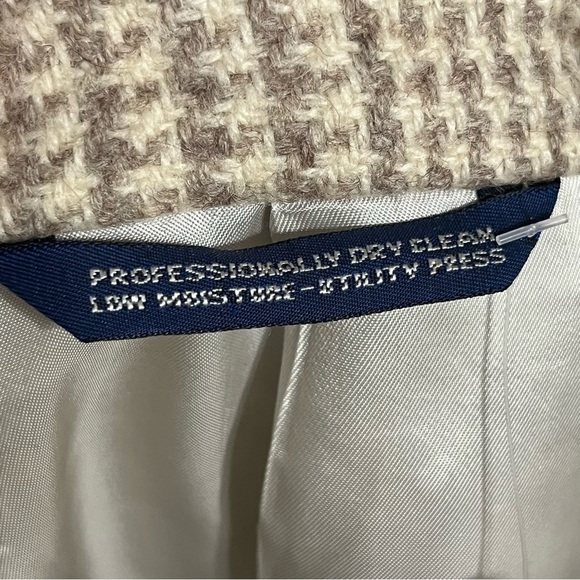 PROFESSIONALLY DRY CLEAN
LOW MOISTURE-UTILITY PRESS